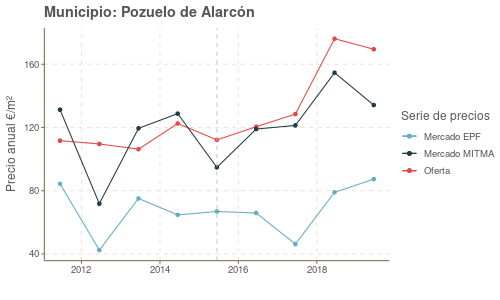 Municipio: Pozuelo de Alarcón
Precio anual €/m²
160
120
80
40
2012
2014
2016
2018
Serie de precios
Mercado EPF
Mercado MITMA
Oferta